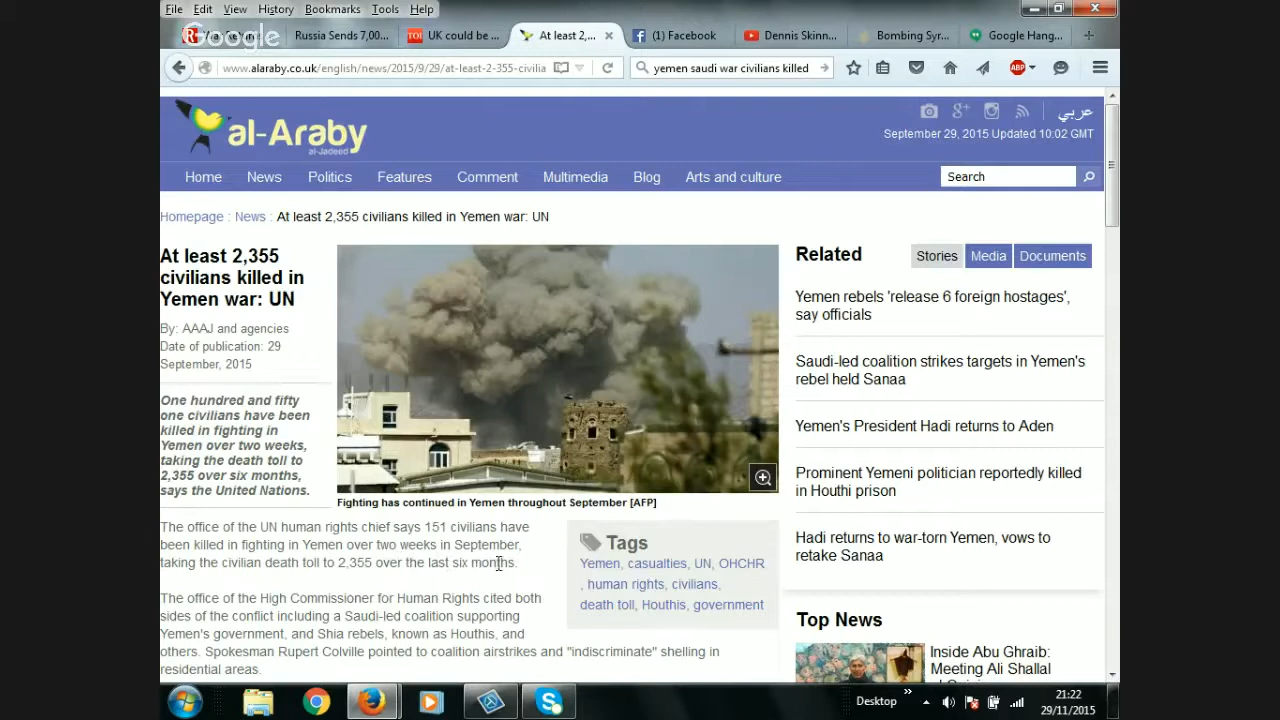 File Edit View History Bookmarks Tools Help
Google
Russia Sends 7,00...
TOI UK could be ...
At least 2,... ×
f (3) Facebook
Dennis Skinn...
Bombing Syr...
Google Hang...
www.alaraby.co.uk/english/news/2015/9/29/at-least-2-355-civilia
yemen saudi war civilians killed
ABP
al-Araby
al-Jadeed
عربي
September 29, 2015 Updated 10:02 GMT
Home News Politics Features Comment Multimedia Blog Arts and culture
Search
Homepage : News : At least 2,355 civilians killed in Yemen war: UN
At least 2,355
civilians killed in
Yemen war: UN
By: AAAJ and agencies
Date of publication: 29
September, 2015
One hundred and fifty
one civilians have been
killed in fighting in
Yemen over two weeks,
taking the death toll to
2,355 over six months,
says the United Nations.
Fighting has continued in Yemen throughout September [AFP]
The office of the UN human rights chief says 151 civilians have
been killed in fighting in Yemen over two weeks in September,
taking the civilian death toll to 2,355 over the last six months.
The office of the High Commissioner for Human Rights cited both
sides of the conflict including a Saudi-led coalition supporting
Yemen's government, and Shia rebels, known as Houthis, and
others. Spokesman Rupert Colville pointed to coalition airstrikes and "indiscriminate" shelling in
residential areas.
Tags
Yemen, casualties, UN, OHCHR
, human rights, civilians,
death toll, Houthis, government
Related
Stories Media Documents
Yemen rebels 'release 6 foreign hostages',
say officials
Saudi-led coalition strikes targets in Yemen's
rebel held Sanaa
Yemen's President Hadi returns to Aden
Prominent Yemeni politician reportedly killed
in Houthi prison
Hadi returns to war-torn Yemen, vows to
retake Sanaa
Top News
Inside Abu Ghraib:
Meeting Ali Shallal
Desktop
21:22
29/11/2015